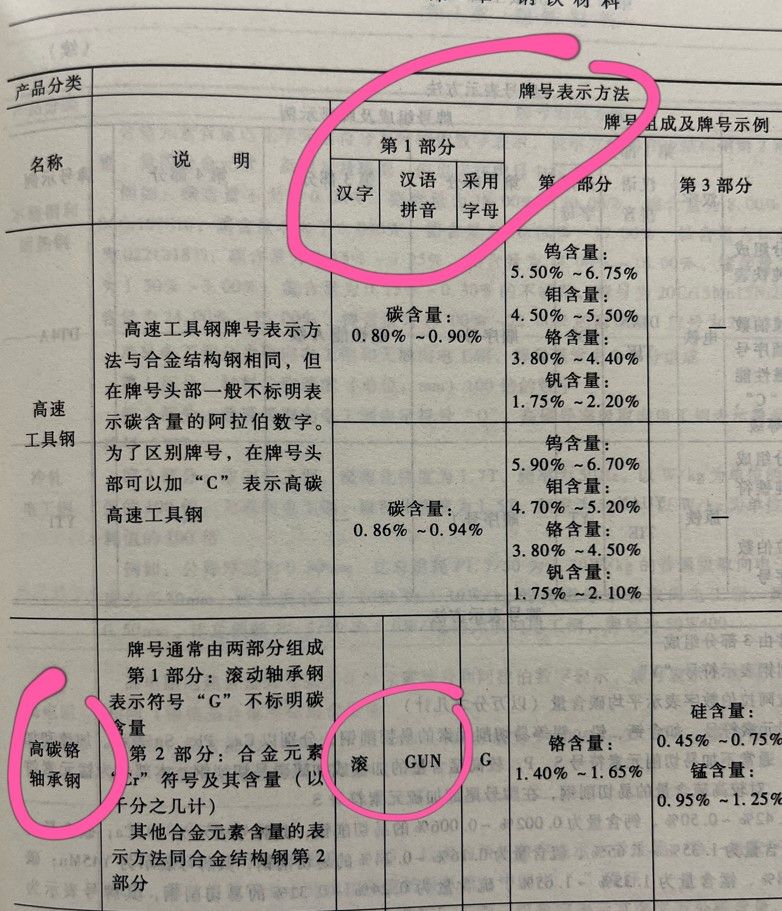 钢铁材料
产品分类
牌号表示方法
牌号组成及牌号示例
名称
说 明
第1部分
汉字
汉语
拼音
采用
字母
部分
第3部分
高速
工具钢
高速工具钢牌号表示方
法与合金结构钢相同，但
在牌号头部一般不标明表
示碳含量的阿拉伯数字。
为了区别牌号，在牌号头
部可以加“C”表示高碳
高速工具钢
碳含量：
0.80% ~0.90%
钨含量：
5.50% ~6.75%
钼含量：
4.50% ~5.50%
铬含量：
3.80% ~4.40%
钒含量：
1.75% ~2.20%
—
碳含量：
0.86% ~0.94%
钨含量：
5.90% ~6.70%
钼含量：
4.70% ~5.20%
铬含量：
3.80% ~4.50%
钒含量：
1.75% ~2.10%
—
高碳铬
轴承钢
牌号通常由两部分组成
第1部分：滚动轴承钢
表示符号“G”不标明碳
含量
第2部分：合金元素
“Cr”符号及其含量（以
千分之几计）
其他合金元素含量的表
示方法同合金结构钢第2
部分
滚
GUN
G
铬含量：
1.40% ~1.65%
硅含量：
0.45% ~0.75%
锰含量：
0.95% ~1.25%